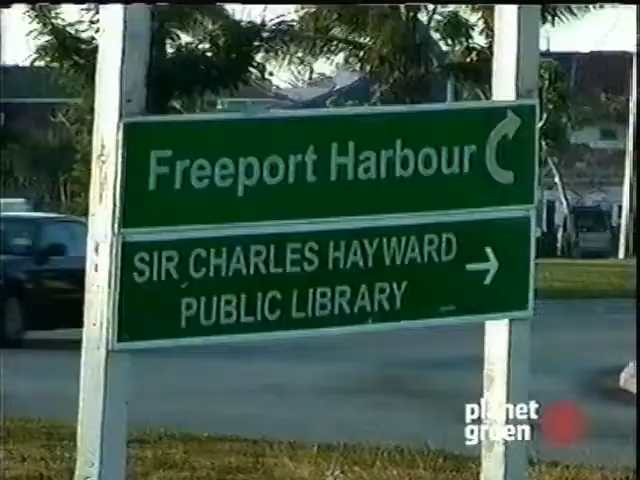 Freeport Harbour
SIR CHARLES HAYWARD
PUBLIC LIBRARY
planet
green